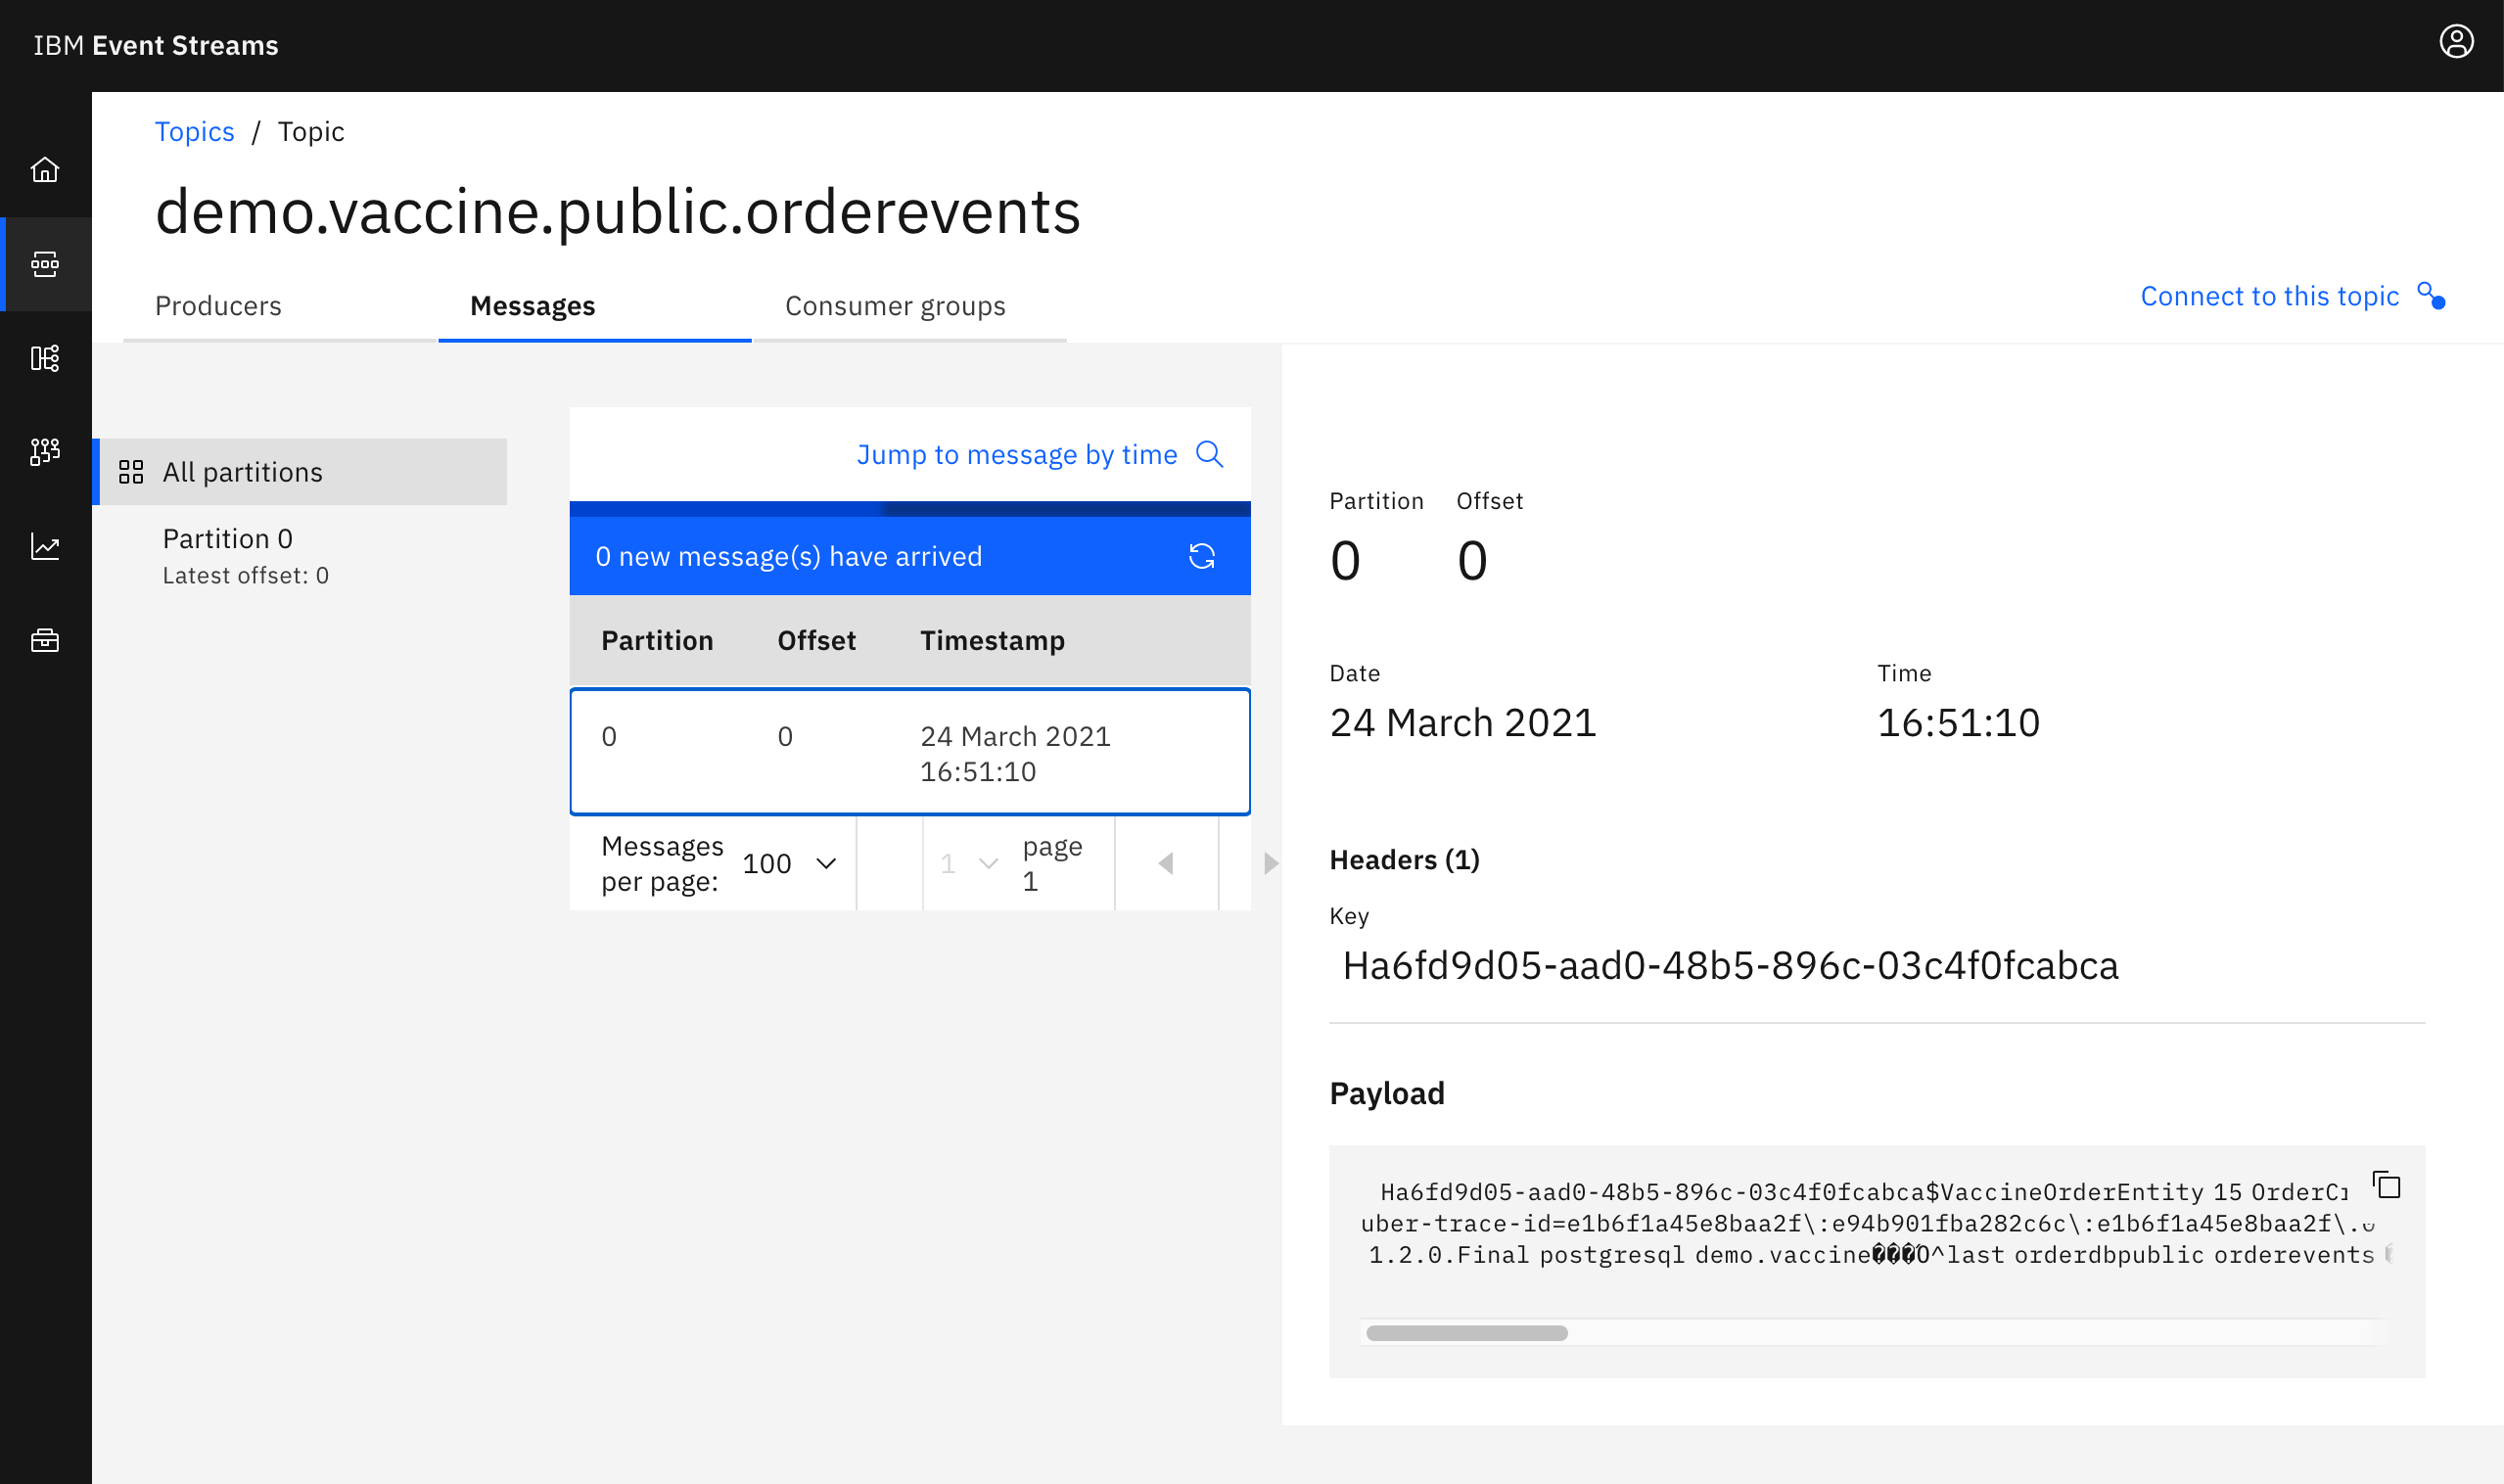 IBM Event Streams
Topics / Topic
demo.vaccine.public.orderevents
Producers
Messages
Consumer groups
Connect to this topic
All partitions
Partition 0
Latest offset: 0
Jump to message by time
0 new message(s) have arrived
Partition Offset Timestamp
0 0 24 March 2021
16:51:10
Messages
per page:
100
1
page
1
Partition Offset
0 0
Date Time
24 March 2021 16:51:10
Headers (1)
Key
Ha6fd9d05-aad0-48b5-896c-03c4f0fcabca
Payload
Ha6fd9d05-aad0-48b5-896c-03c4f0fcabca$VaccineOrderEntity 15
uber-trace-id=e1b6f1a45e8baa2f\:e94b901fba282c6c\:e1b6f1a45e8baa2f\
1.2.0.Final postgresql demo.vaccine���Ō^last orderdbpublic orderevents